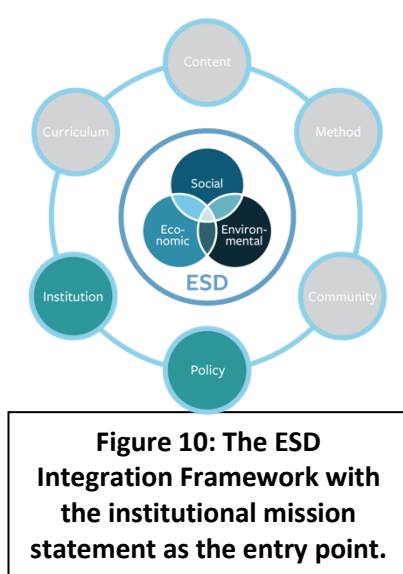 Content
Curriculum
Method
Social
Eco-
nomic
Environ-
mental
ESD
Institution
Community
Policy
Figure 10: The ESD
Integration Framework with
the institutional mission
statement as the entry point.